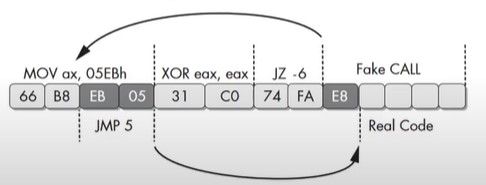 MOV ax, 05EBh XOR eax, eax JZ -6 Fake CALL
66 B8 EB 05 31 C0 74 FA E8
JMP 5 Real Code